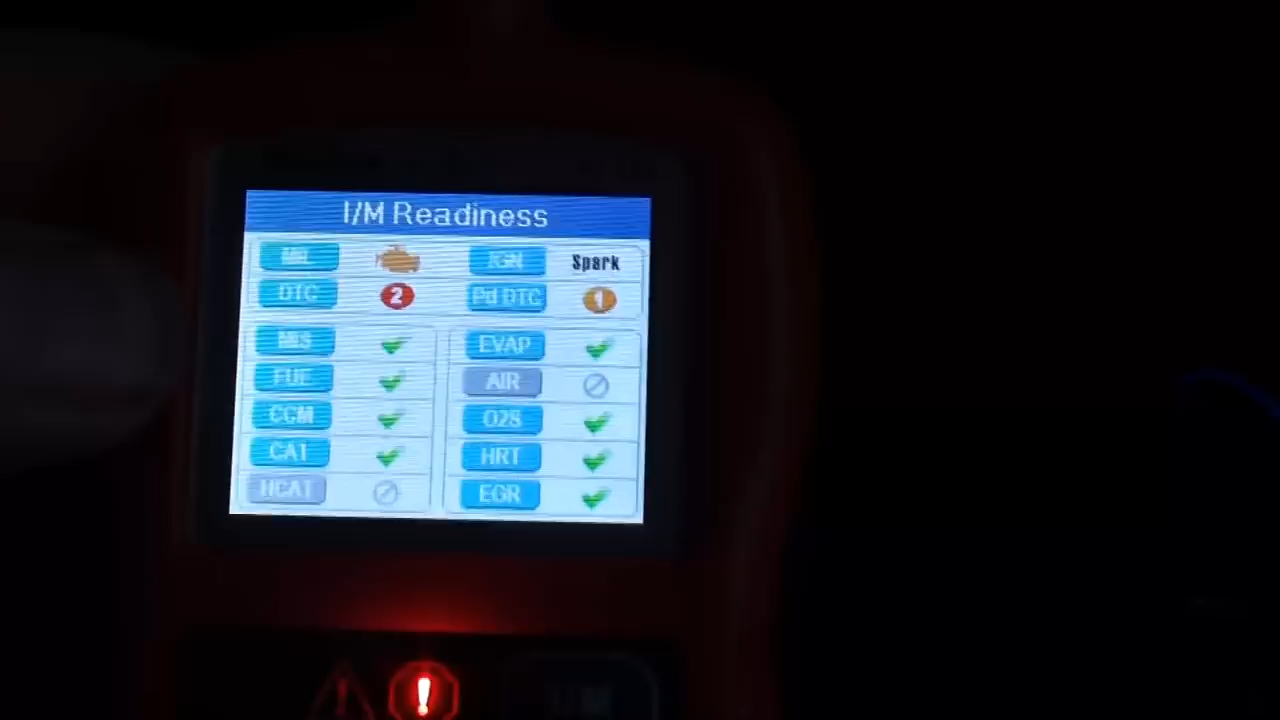 I/M Readiness
MIL IGN Spark
DTC 2 Pd DTC 1
MIS EVAP
FUE AIR
CCM O2S
CAT HRT
HCAT EGR
!
I/M